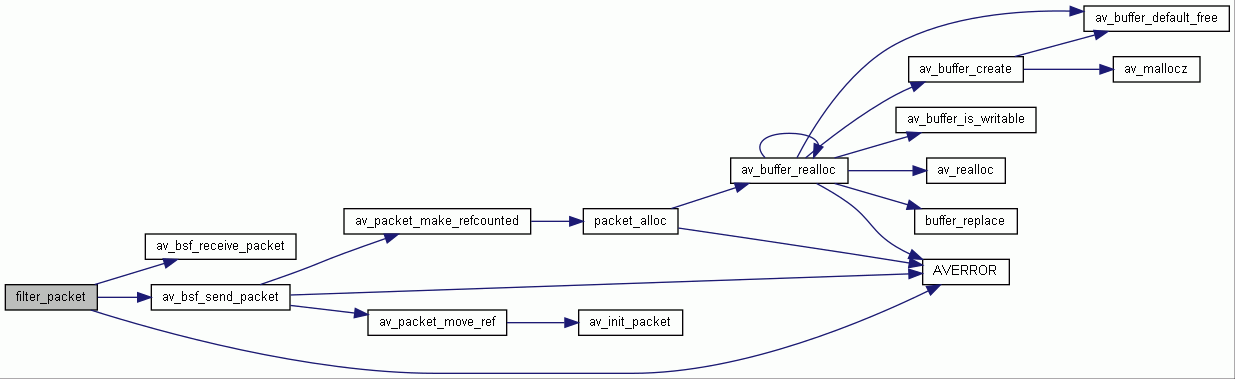 av_buffer_default_free
av_buffer_create
av_mallocz
av_buffer_is_writable
av_buffer_realloc
av_realloc
av_packet_make_refcounted
packet_alloc
buffer_replace
av_bsf_receive_packet
AVERROR
filter_packet
av_bsf_send_packet
av_packet_move_ref
av_init_packet